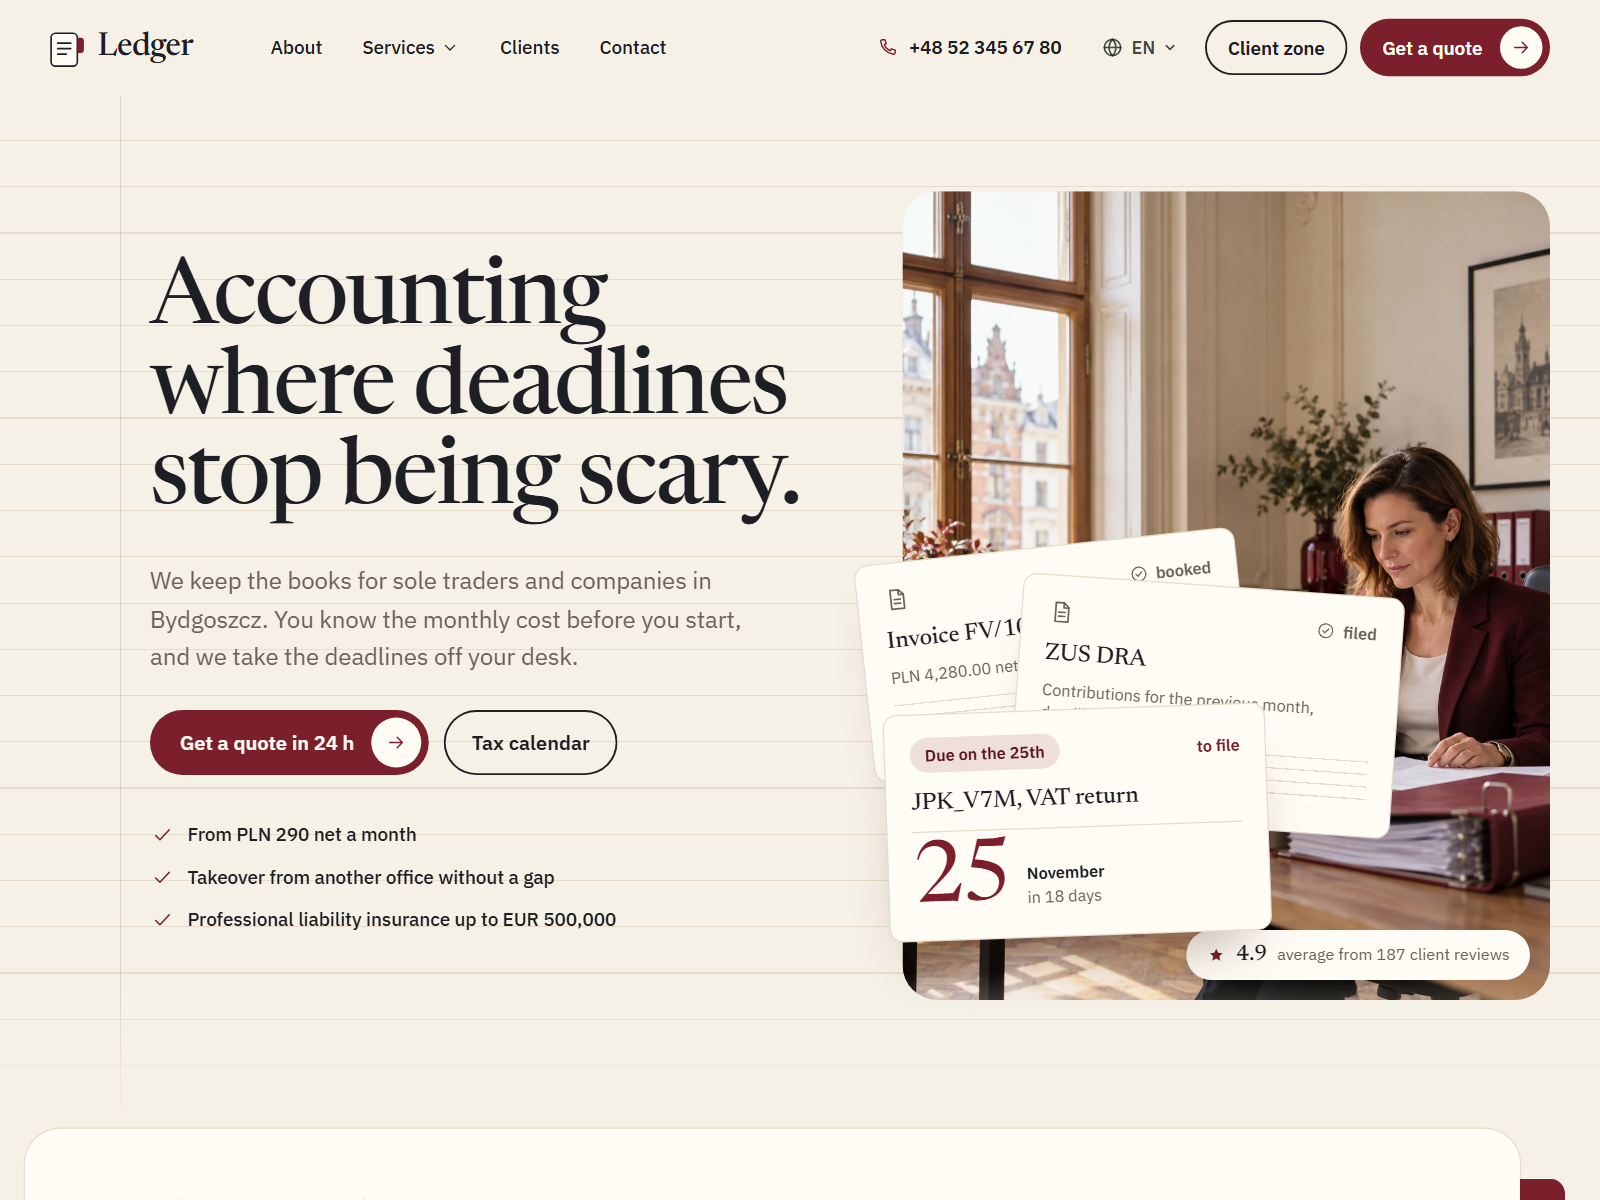 Ledger
About
Services
Clients
Contact
+48 52 345 67 80
EN
Client zone
Get a quote
Accounting
where deadlines
stop being scary.
We keep the books for sole traders and companies in
Bydgoszcz. You know the monthly cost before you start,
and we take the deadlines off your desk.
Get a quote in 24 h
Tax calendar
From PLN 290 net a month
Takeover from another office without a gap
Professional liability insurance up to EUR 500,000
booked
Invoice FV/10
PLN 4,280.00 net
filed
ZUS DRA
Contributions for the previous month,
Due on the 25th
to file
JPK_V7M, VAT return
25
November
in 18 days
4.9 average from 187 client reviews